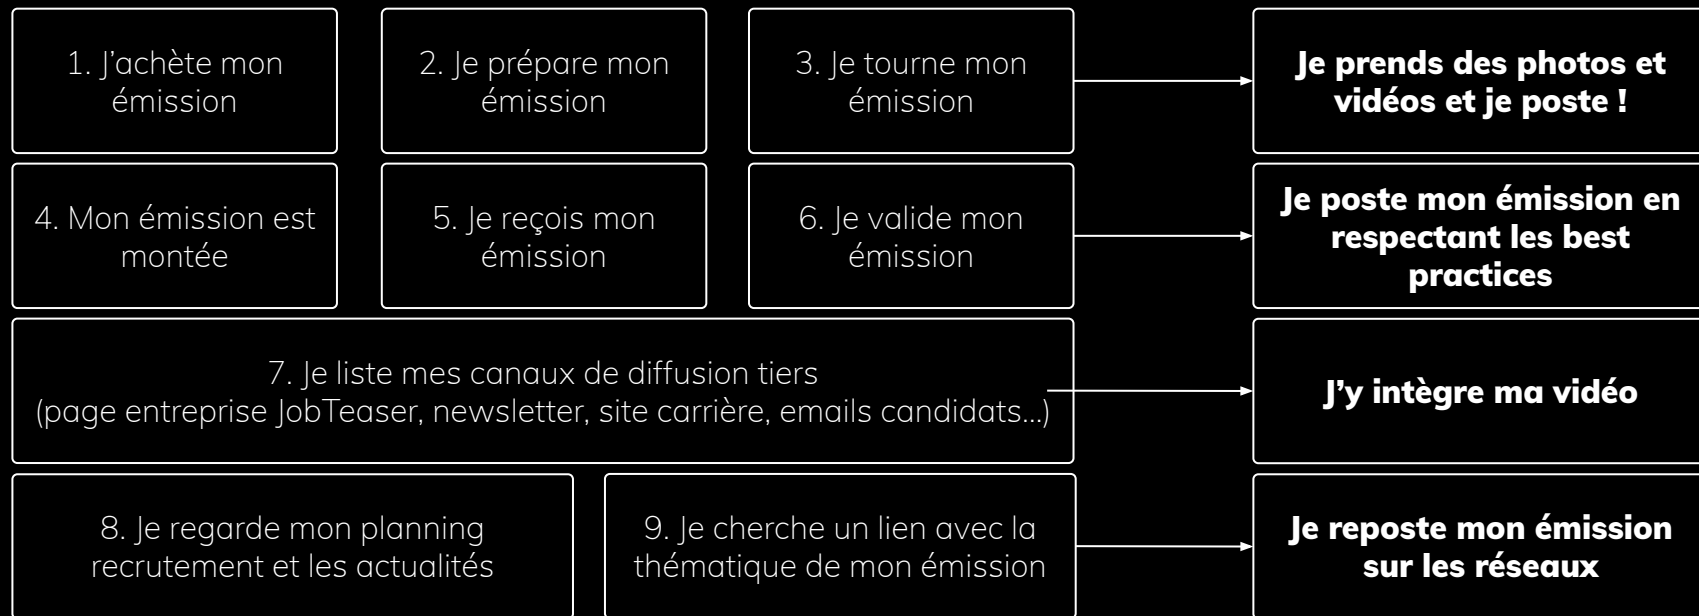 1. J'achète mon
émission
2. Je prépare mon
émission
3. Je tourne mon
émission
Je prends des photos et
vidéos et je poste !
4. Mon émission est
montée
5. Je reçois mon
émission
6. Je valide mon
émission
Je poste mon émission en
respectant les best
practices
7. Je liste mes canaux de diffusion tiers
(page entreprise JobTeaser, newsletter, site carrière, emails candidats...)
J'y intègre ma vidéo
8. Je regarde mon planning
recrutement et les actualités
9. Je cherche un lien avec la
thématique de mon émission
Je reposte mon émission
sur les réseaux